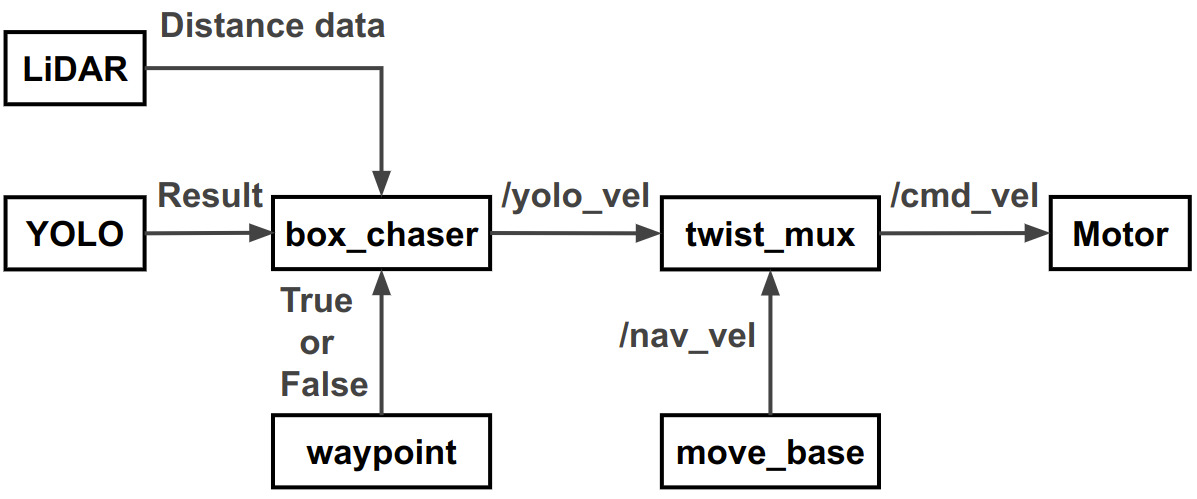 Distance data
LiDAR
Result
/yolo_vel
/cmd_vel
YOLO
box_chaser
twist_mux
Motor
True
or
False
/nav_vel
waypoint
move_base